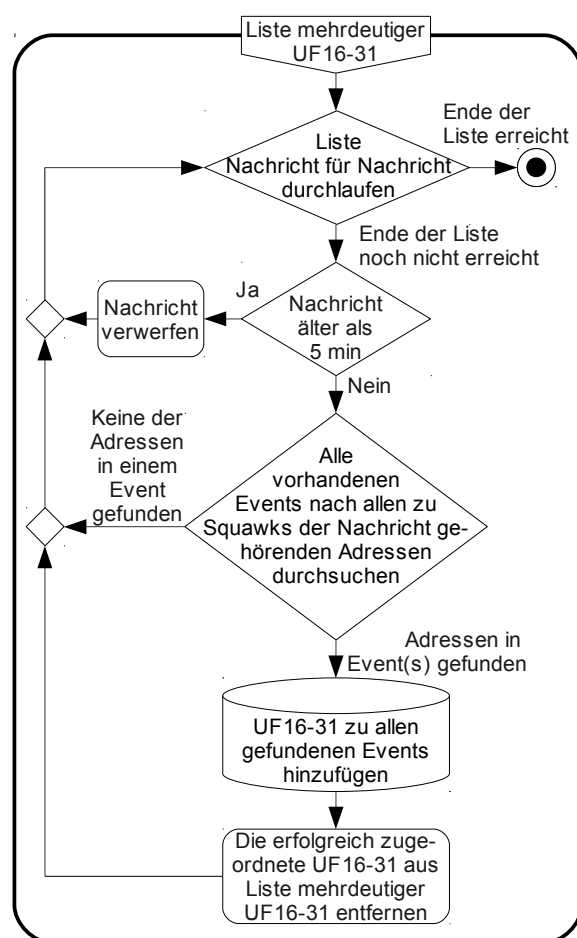 Liste mehrdeutiger
UF16-31
Ende der
Liste erreicht
Liste
Nachricht für Nachricht
durchlaufen
Ende der Liste
noch nicht erreicht
Ja
Nachricht
verwerfen
Nachricht
älter als
5 min
Nein
Keine der
Adressen
in einem
Event
gefunden
Alle
vorhandenen
Events nach allen zu
Squawks der Nachricht ge-
hörenden Adressen
durchsuchen
Adressen in
Event(s) gefunden
UF16-31 zu allen
gefundenen Events
hinzufügen
Die erfolgreich zuge-
ordnete UF16-31 aus
Liste mehrdeutiger
UF16-31 entfernen